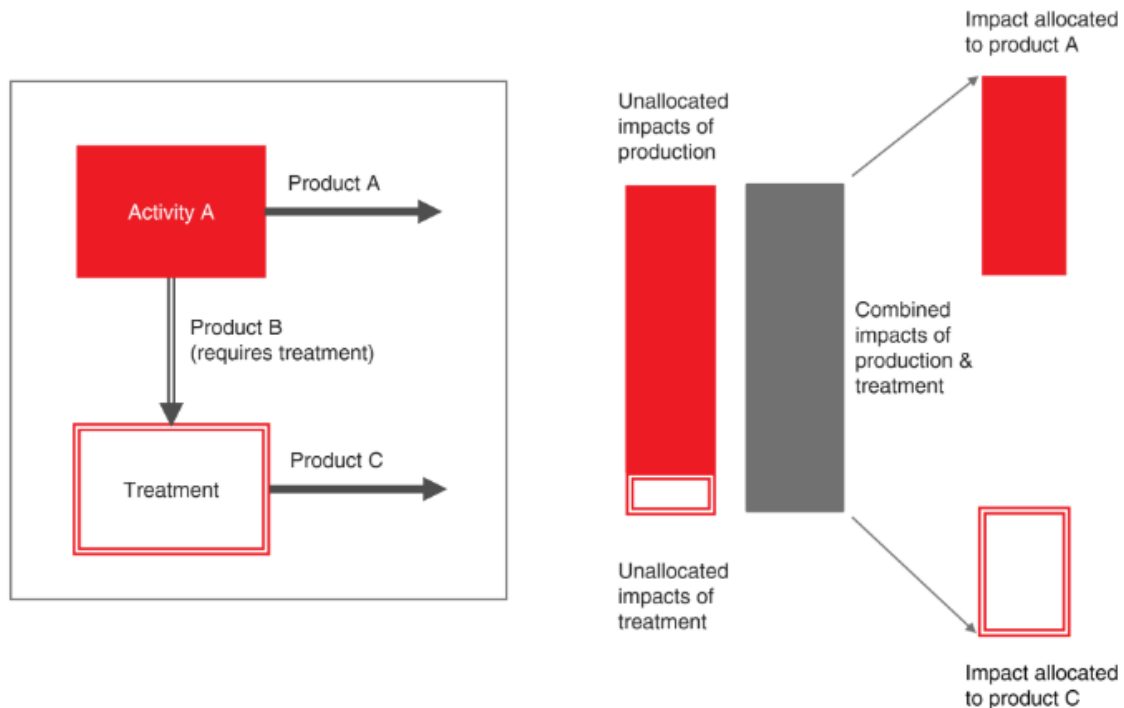 Activity A
Product A
Product B
(requires treatment)
Treatment
Product C
Unallocated
impacts of
production
Unallocated
impacts of
treatment
Combined
impacts of
production &
treatment
Impact allocated
to product A
Impact allocated
to product C